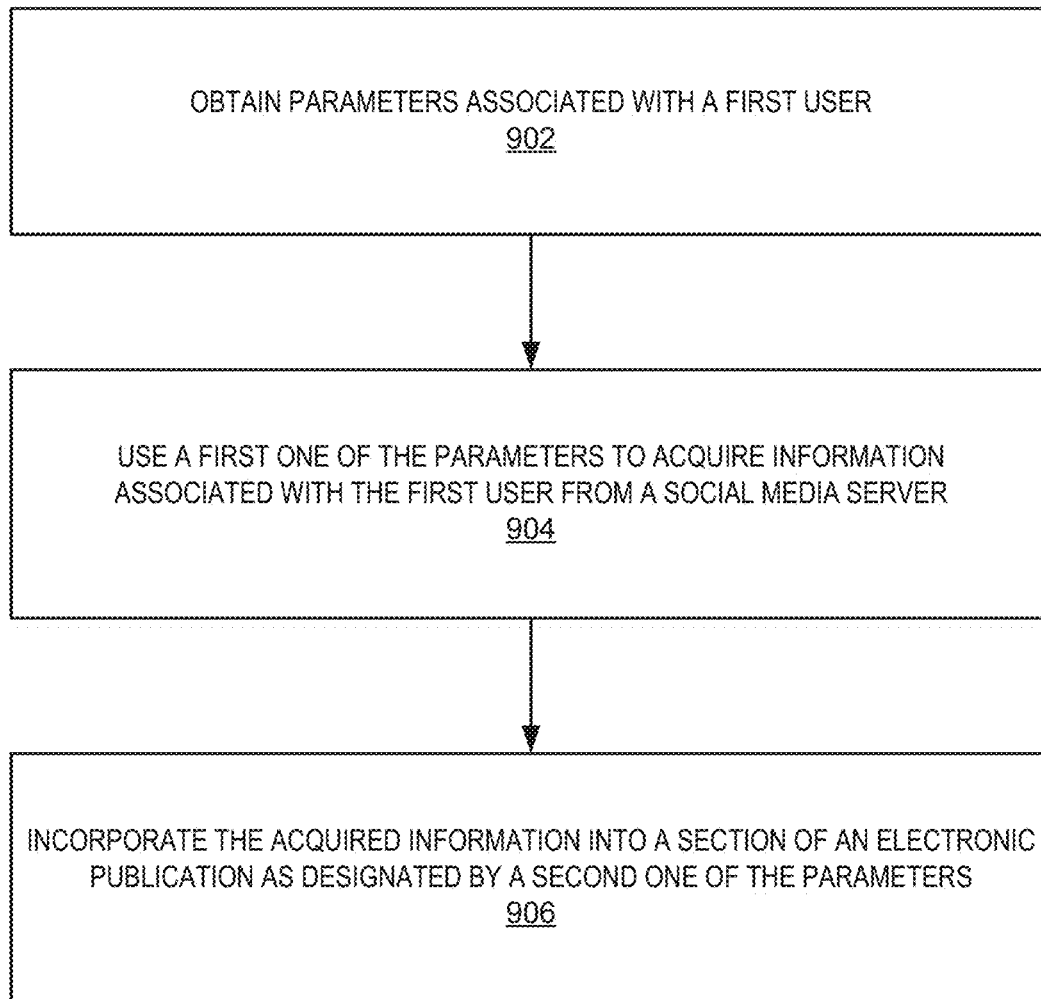 OBTAIN PARAMETERS ASSOCIATED WITH A FIRST USER
902
USE A FIRST ONE OF THE PARAMETERS TO ACQUIRE INFORMATION
ASSOCIATED WITH THE FIRST USER FROM A SOCIAL MEDIA SERVER
904
INCORPORATE THE ACQUIRED INFORMATION INTO A SECTION OF AN ELECTRONIC
PUBLICATION AS DESIGNATED BY A SECOND ONE OF THE PARAMETERS
906